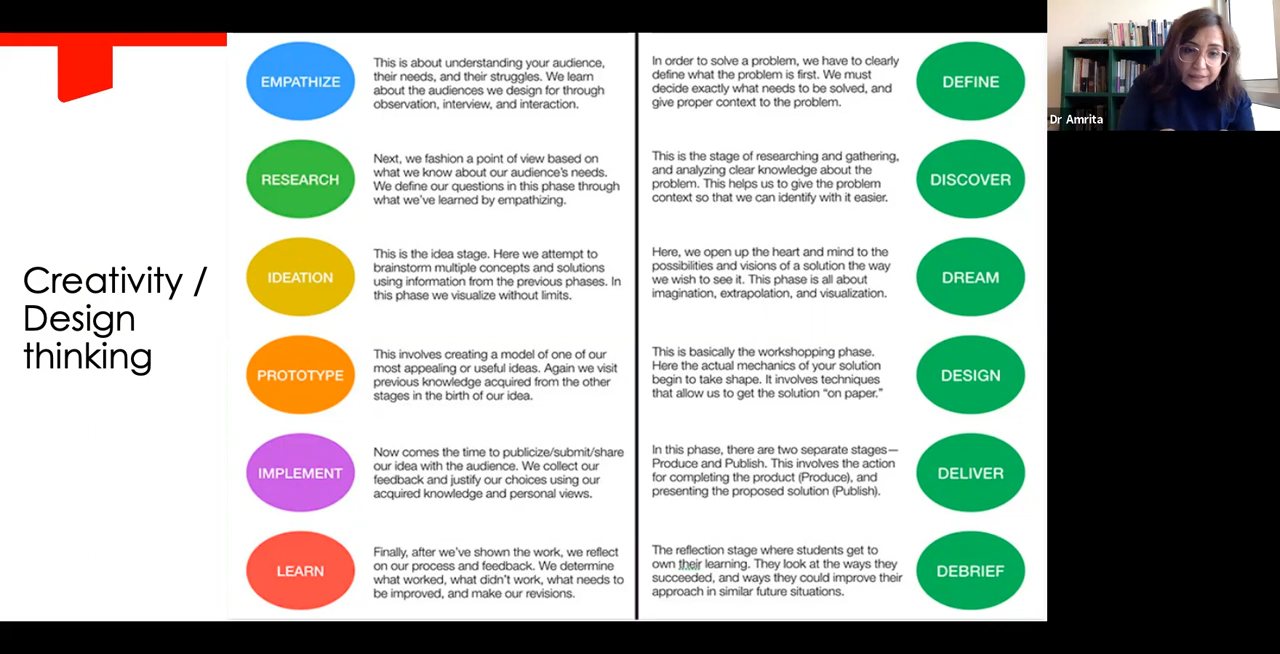 Creativity /
Design
thinking
EMPATHIZE
This is about understanding your audience,
their needs, and their struggles. We learn
about the audiences we design for through
observation, interview, and interaction.
RESEARCH
Next, we fashion a point of view based on
what we know about our audience's needs.
We define our questions in this phase through
what we've learned by empathizing.
IDEATION
This is the idea stage. Here we attempt to
brainstorm multiple concepts and solutions
using information from the previous phases. In
this phase we visualize without limits.
PROTOTYPE
This involves creating a model of one of our
most appealing or useful ideas. Again we visit
previous knowledge acquired from the other
stages in the birth of our idea.
IMPLEMENT
Now comes the time to publicize/submit/share
our idea with the audience. We collect our
feedback and justify our choices using our
acquired knowledge and personal views.
LEARN
Finally, after we've shown the work, we reflect
on our process and feedback. We determine
what worked, what didn't work, what needs to
be improved, and make our revisions.
In order to solve a problem, we have to clearly
define what the problem is first. We must
decide exactly what needs to be solved, and
give proper context to the problem.
DEFINE
This is the stage of researching and gathering,
and analyzing clear knowledge about the
problem. This helps us to give the problem
context so that we can identify with it easier.
DISCOVER
Here, we open up the heart and mind to the
possibilities and visions of a solution the way
we wish to see it. This phase is all about
imagination, extrapolation, and visualization.
DREAM
This is basically the workshopping phase.
Here the actual mechanics of your solution
begin to take shape. It involves techniques
that allow us to get the solution "on paper."
DESIGN
In this phase, there are two separate stages—
Produce and Publish. This involves the action
for completing the product (Produce), and
presenting the proposed solution (Publish).
DELIVER
The reflection stage where students get to
own their learning. They look at the ways they
succeeded, and ways they could improve their
approach in similar future situations.
DEBRIEF
Dr Amrita